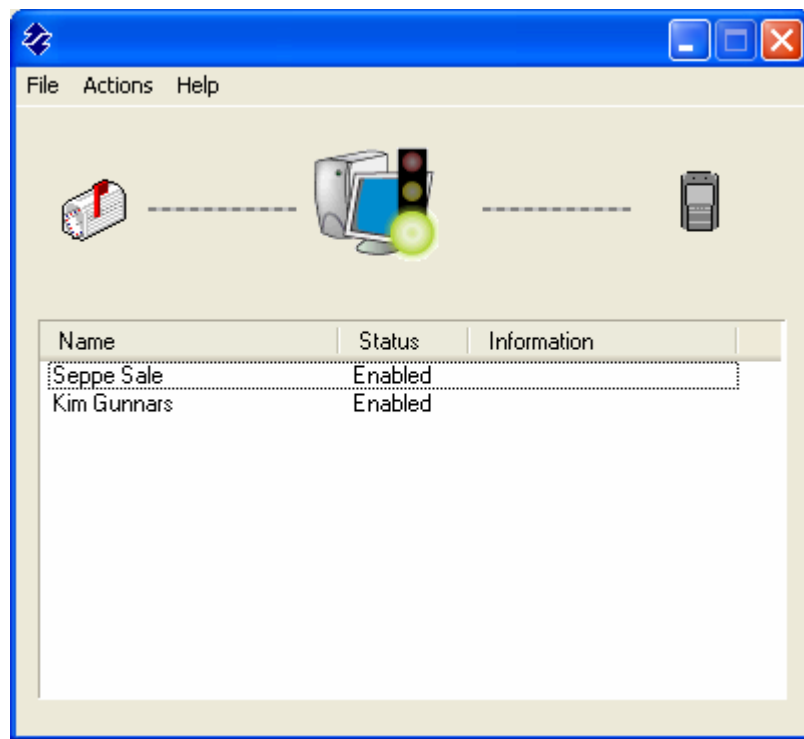 File Actions Help
Name Status Information
Seppe Sale Enabled
Kim Gunnars Enabled